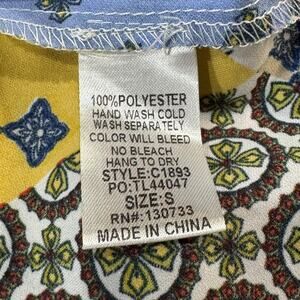 100%POLYESTER
HAND WASH COLD
WASH SEPARATELY
COLOR WILL BLEED
NO BLEACH
HANG TO DRY
STYLE:C1893
PO:TL44047
SIZE:S
RN#:130733
MADE IN CHINA